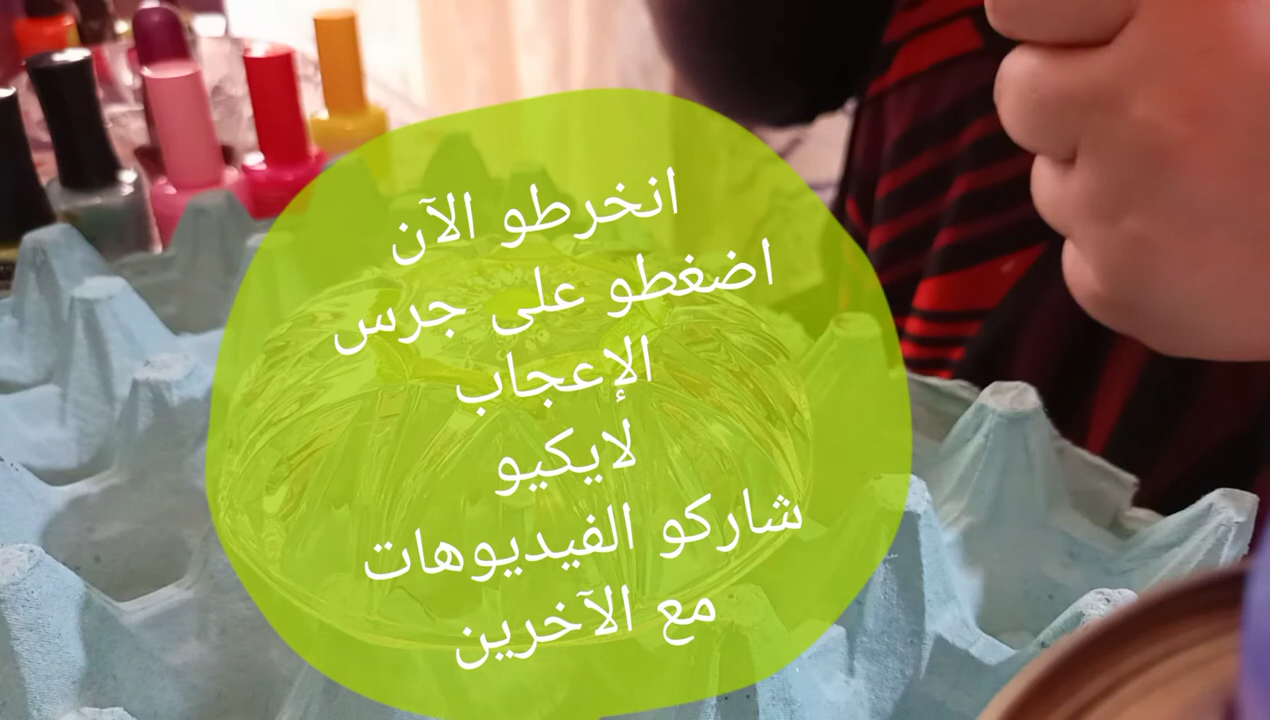 انخرطو الآن
اضغطو على جرس
الإعجاب
لايكيو
شاركو الفيديوهات
مع الآخرين